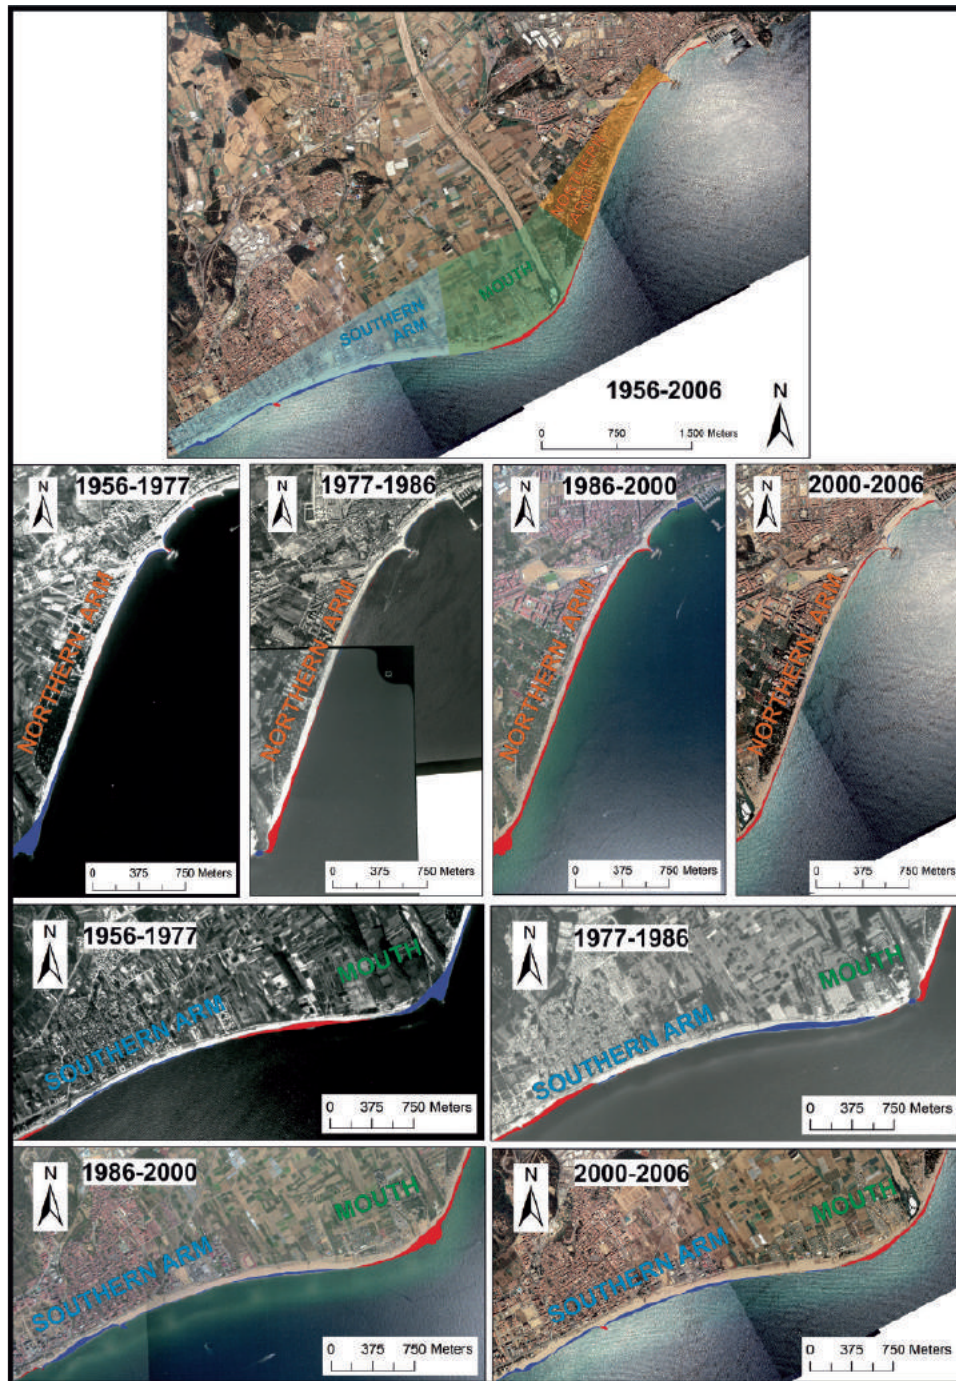 NORTHERN
ARM
MOUTH
SOUTHERN
ARM
1956-2006
N
0 750 1.500 Meters
N
1956-1977
NORTHERN ARM
0 375 750 Meters
N
1977-1986
NORTHERN ARM
0 375 750 Meters
N
1986-2000
NORTHERN ARM
0 375 750 Meters
N
2000-2006
NORTHERN ARM
0 375 750 Meters
N
1956-1977
MOUTH
SOUTHERN ARM
0 375 750 Meters
N
1977-1986
MOUTH
SOUTHERN ARM
0 375 750 Meters
N
1986-2000
MOUTH
SOUTHERN ARM
0 375 750 Meters
N
2000-2006
MOUTH
SOUTHERN ARM
0 375 750 Meters